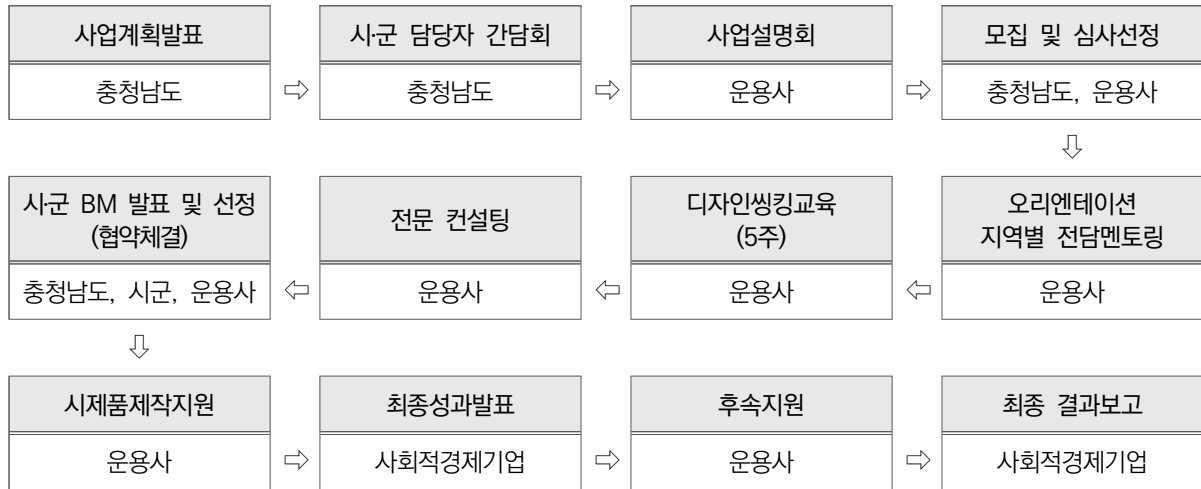 사업계획발표
충청남도
⇨
시·군 담당자 간담회
충청남도
⇨
사업설명회
운용사
⇨
모집 및 심사선정
충청남도, 운용사
⇩
오리엔테이션
지역별 전담멘토링
운용사
⇦
디자인씽킹교육
(5주)
운용사
⇦
전문 컨설팅
운용사
⇦
시·군 BM 발표 및 선정
(협약체결)
충청남도, 시군, 운용사
⇩
시제품제작지원
운용사
⇨
최종성과발표
사회적경제기업
⇨
후속지원
운용사
⇨
최종 결과보고
사회적경제기업